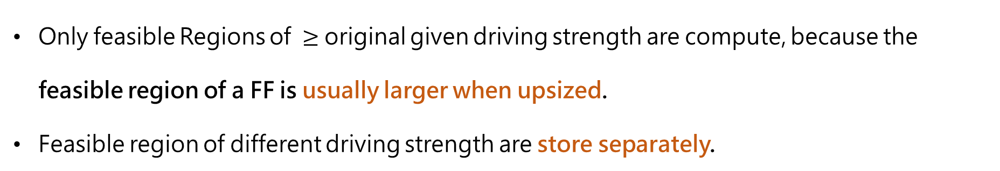 • Only feasible Regions of ≥ original given driving strength are compute, because the
feasible region of a FF is usually larger when upsized.
• Feasible region of different driving strength are store separately.